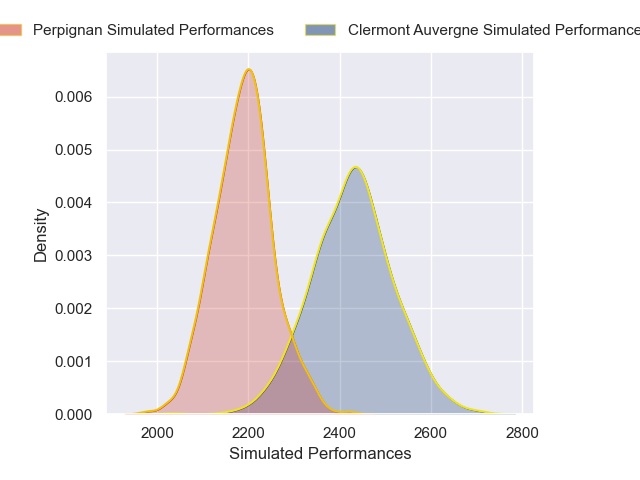 Perpignan Simulated Performances
Clermont Auvergne Simulated Performance
0.006
0.005
0.004
0.003
0.002
0.001
0.000
Density
2000 2200 2400 2600 2800
Simulated Performances